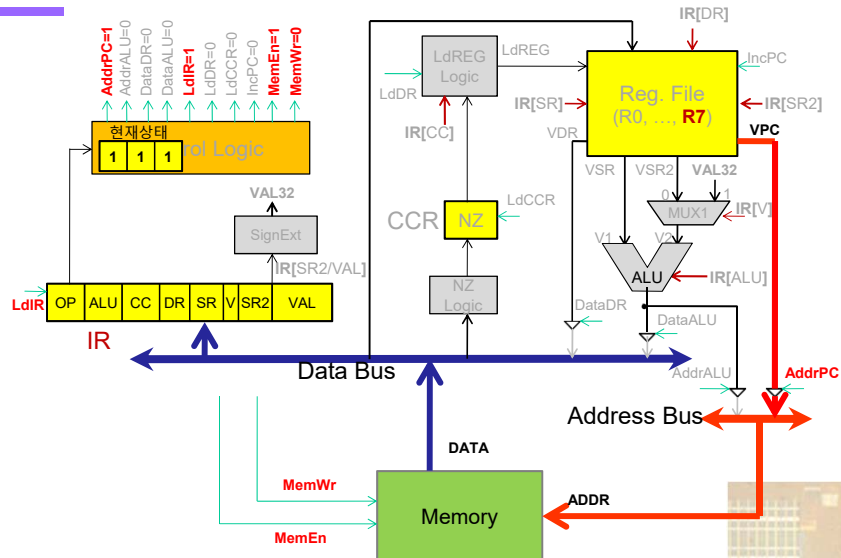 AddrPC=1
AddrALU=0
DataDR=0
DataALU=0
LdIR=1
LdDR=0
LdCCR=0
IncPC=0
MemEn=1
MemWr=0
현재상태
1 1 1 rol Logic
VAL32
SignExt
IR[SR2/VAL]
LdIR
OP ALU CC DR SR V SR2 VAL
IR
LdREG
Logic
LdREG
LdDR
IR[CC]
CCR
NZ
LdCCR
NZ
Logic
IR[DR]
IncPC
Reg. File
(R0, …, R7)
IR[SR]
IR[SR2]
VDR
VPC
VSR
VSR2
VAL32
0
1
MUX1
IR[V]
V1
V2
ALU
IR[ALU]
DataDR
DataALU
AddrALU
AddrPC
Data Bus
Address Bus
DATA
MemWr
MemEn
Memory
ADDR